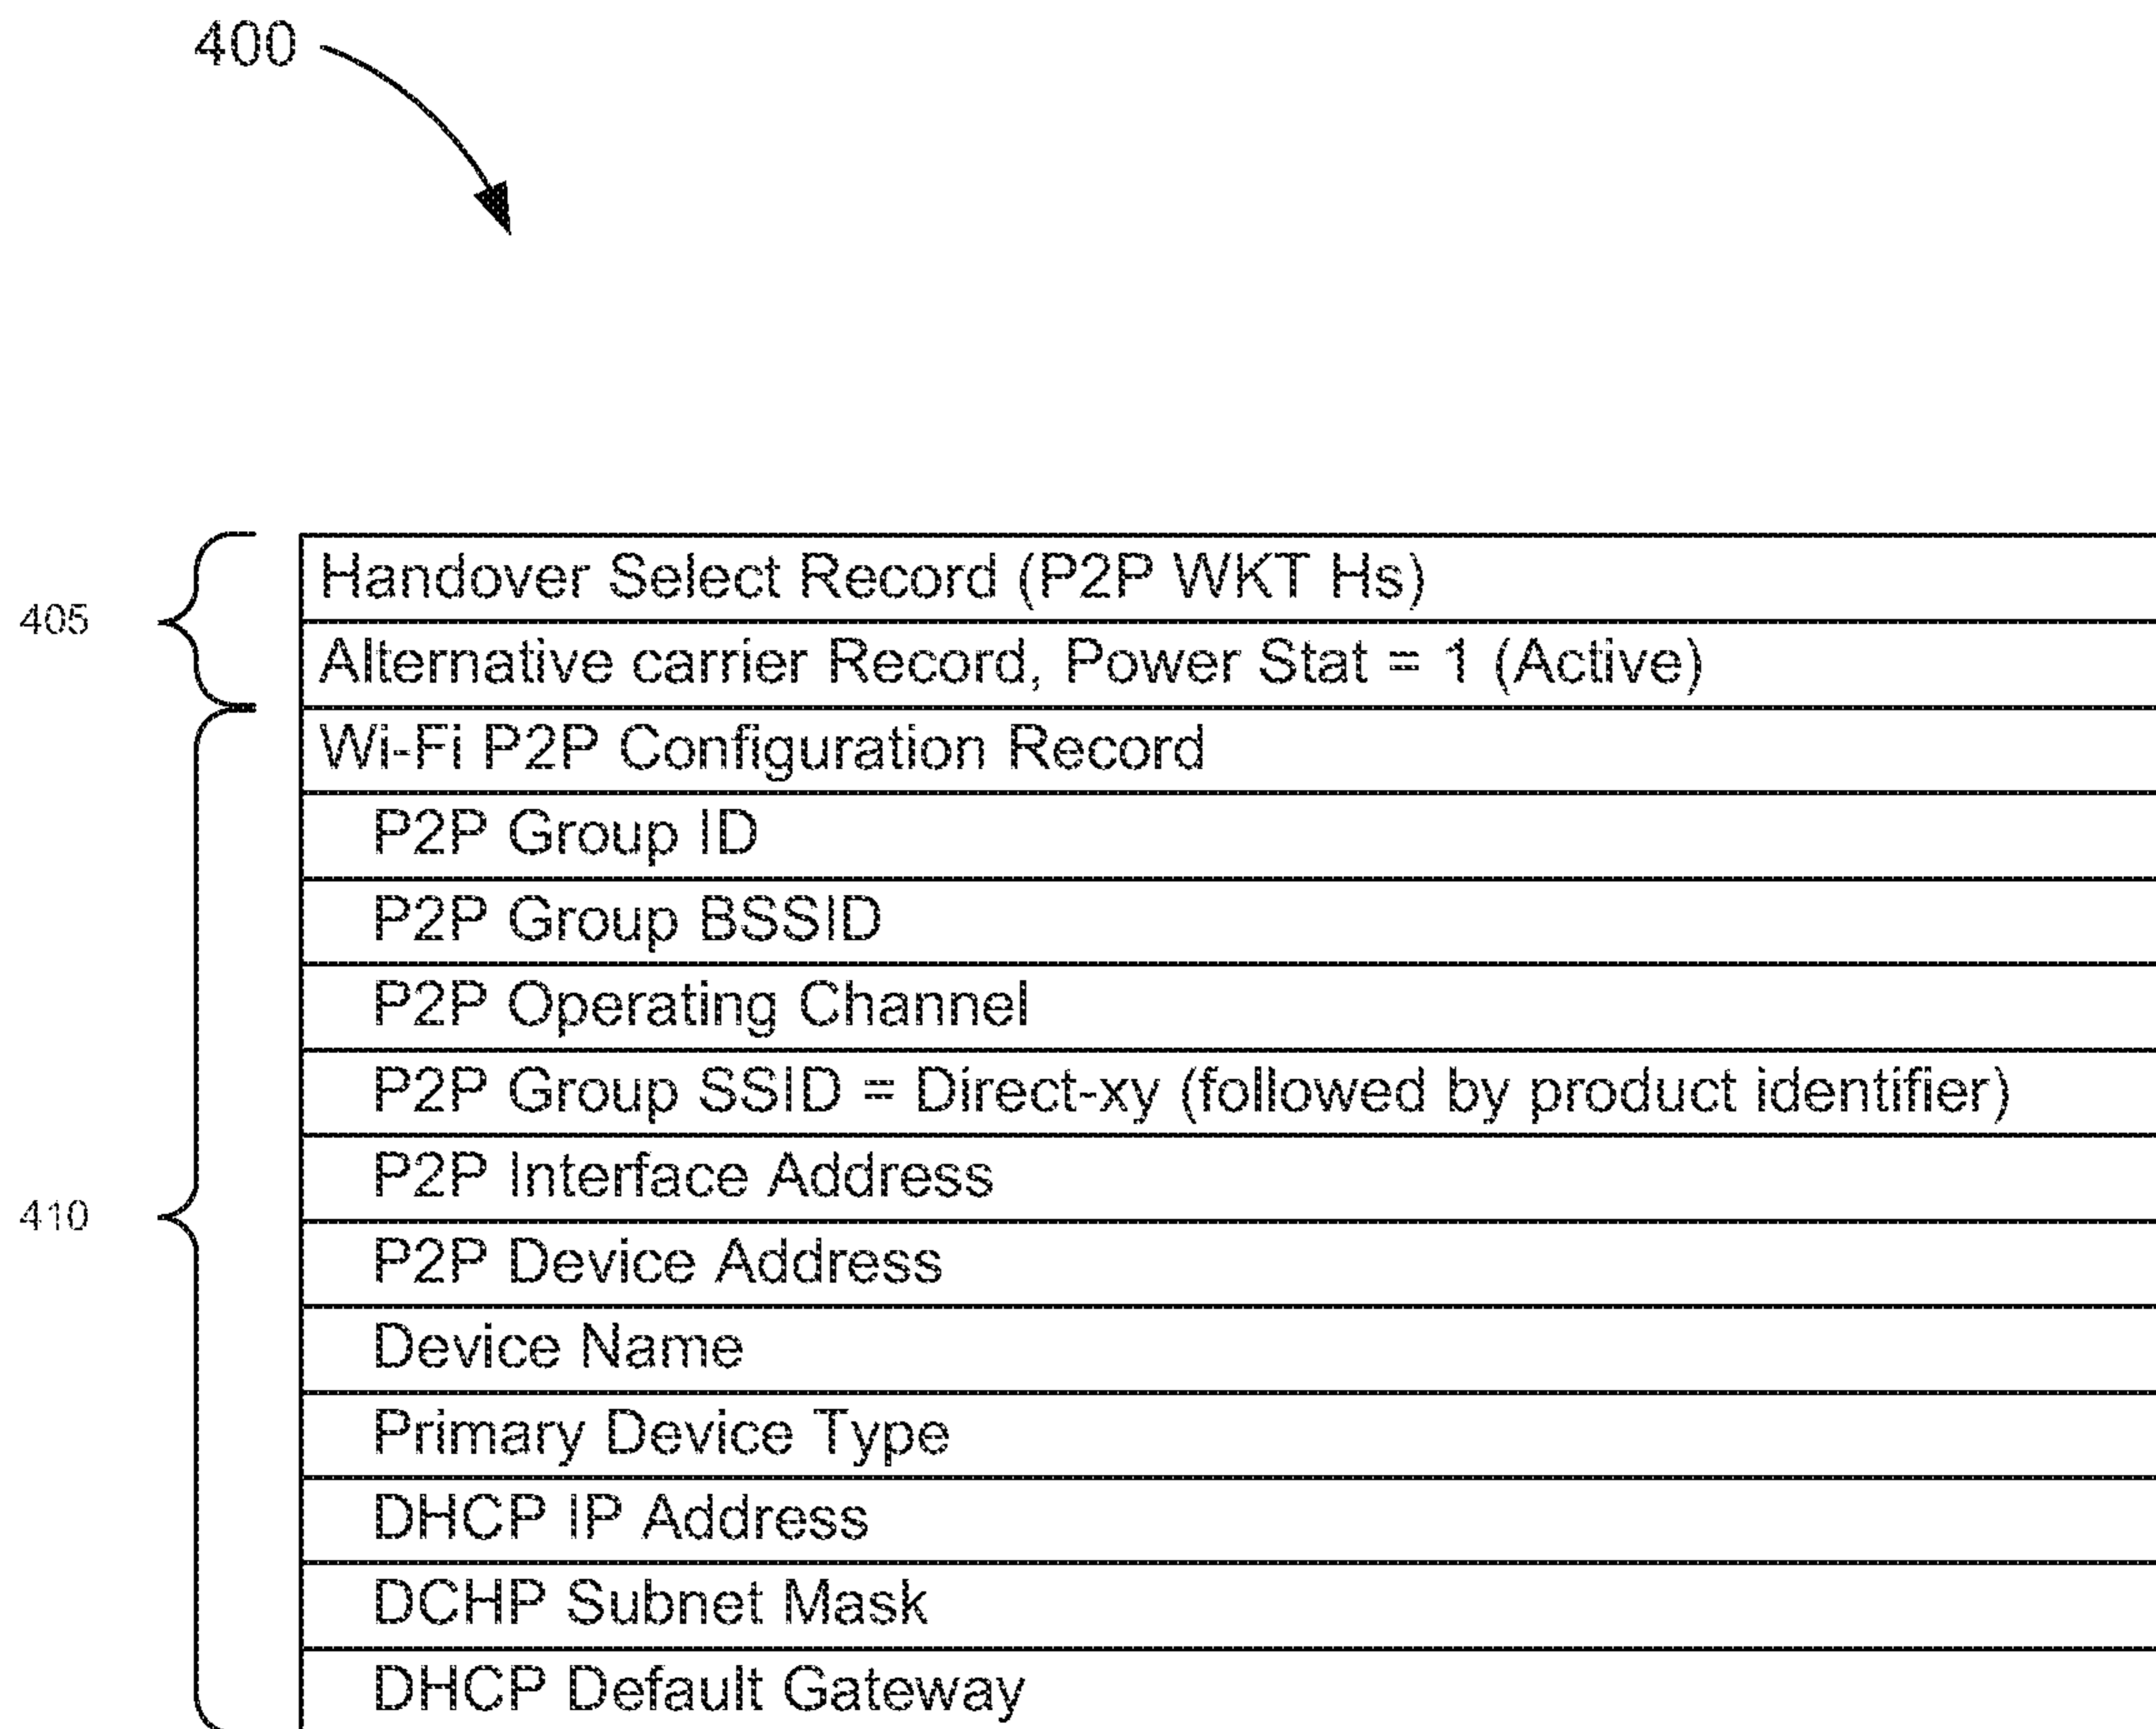 400
405
Handover Select Record (P2P WKT Hs)
Alternative carrier Record, Power Stat = 1 (Active)
410
Wi-Fi P2P Configuration Record
P2P Group ID
P2P Group BSSID
P2P Operating Channel
P2P Group SSID = Direct-xy (followed by product identifier)
P2P Interface Address
P2P Device Address
Device Name
Primary Device Type
DHCP IP Address
DCHP Subnet Mask
DHCP Default Gateway